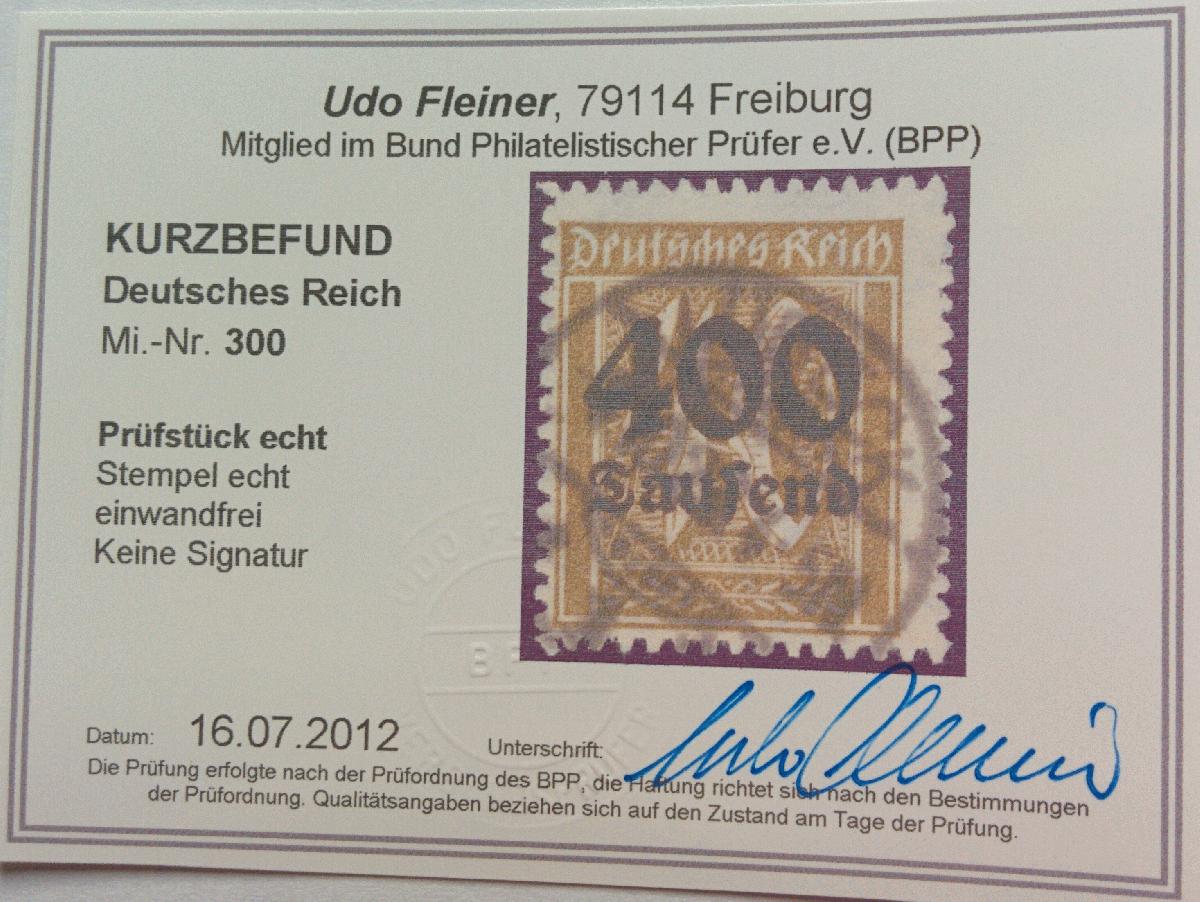 Udo Fleiner, 79114 Freiburg
Mitglied im Bund Philatelistischer Prüfer e.V. (BPP)
KURZBEFUND
Deutsches Reich
Mi.-Nr. 300
Prüfstück echt
Stempel echt
einwandfrei
Keine Signatur
Deutsches Reich
400
Tausend
Datum: 16.07.2012
Unterschrift:
Die Prüfung erfolgte nach der Prüfordnung des BPP, die Haftung richtet sich nach den Bestimmungen
der Prüfordnung. Qualitätsangaben beziehen sich auf den Zustand am Tage der Prüfung.